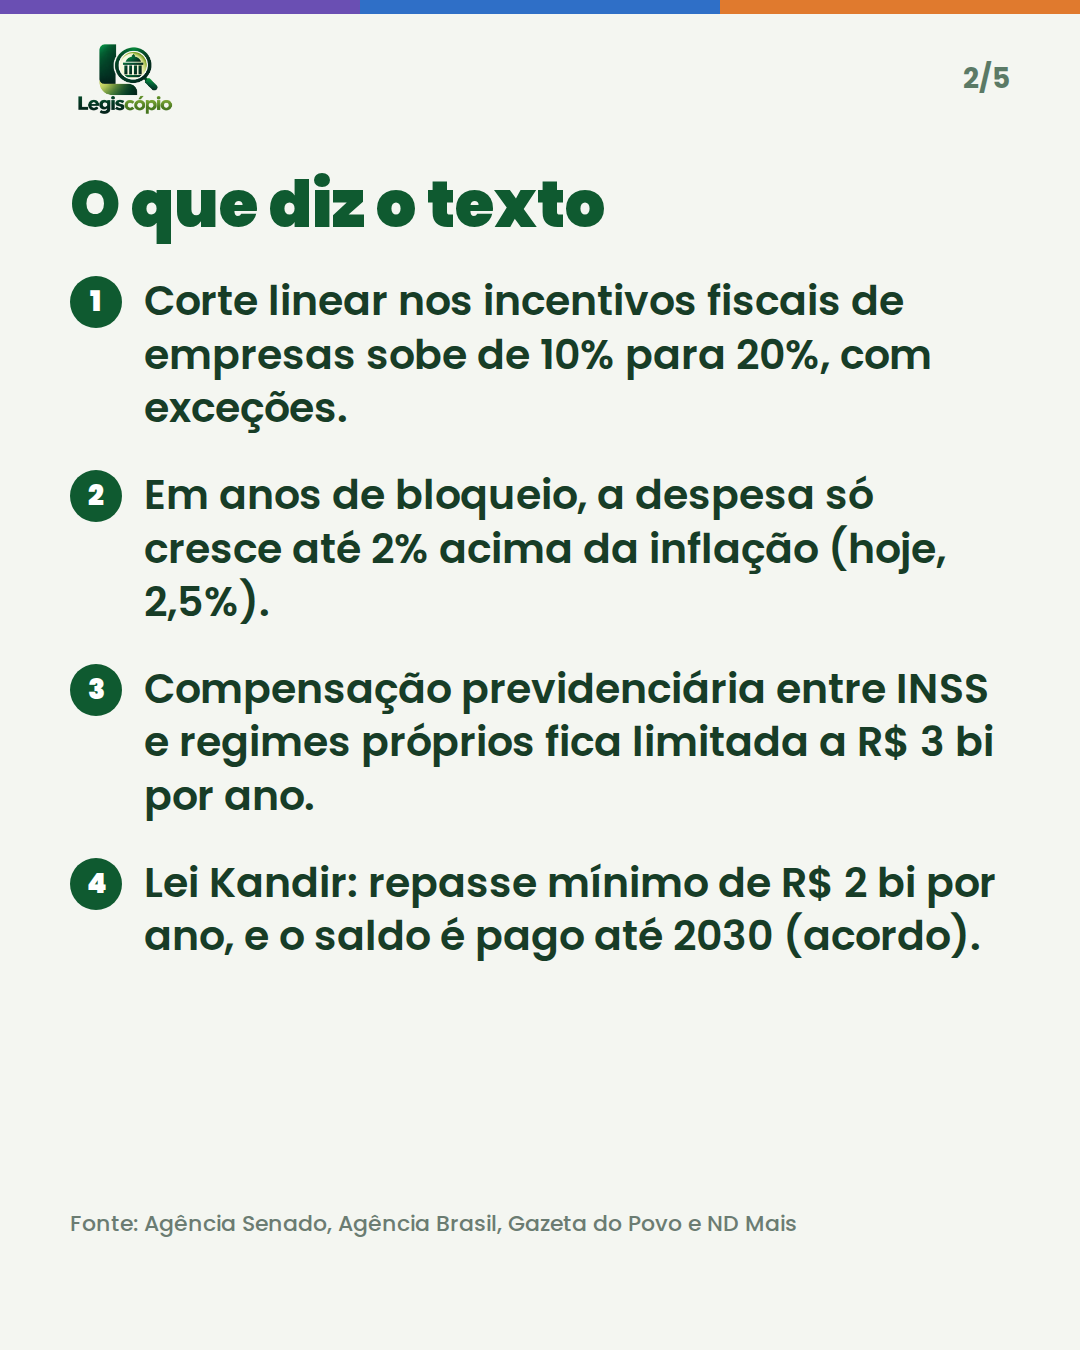 Legiscópio
2/5
O que diz o texto
1 Corte linear nos incentivos fiscais de
empresas sobe de 10% para 20%, com
exceções.
2 Em anos de bloqueio, a despesa só
cresce até 2% acima da inflação (hoje,
2,5%).
3 Compensação previdenciária entre INSS
e regimes próprios fica limitada a R$ 3 bi
por ano.
4 Lei Kandir: repasse mínimo de R$ 2 bi por
ano, e o saldo é pago até 2030 (acordo).
Fonte: Agência Senado, Agência Brasil, Gazeta do Povo e ND Mais